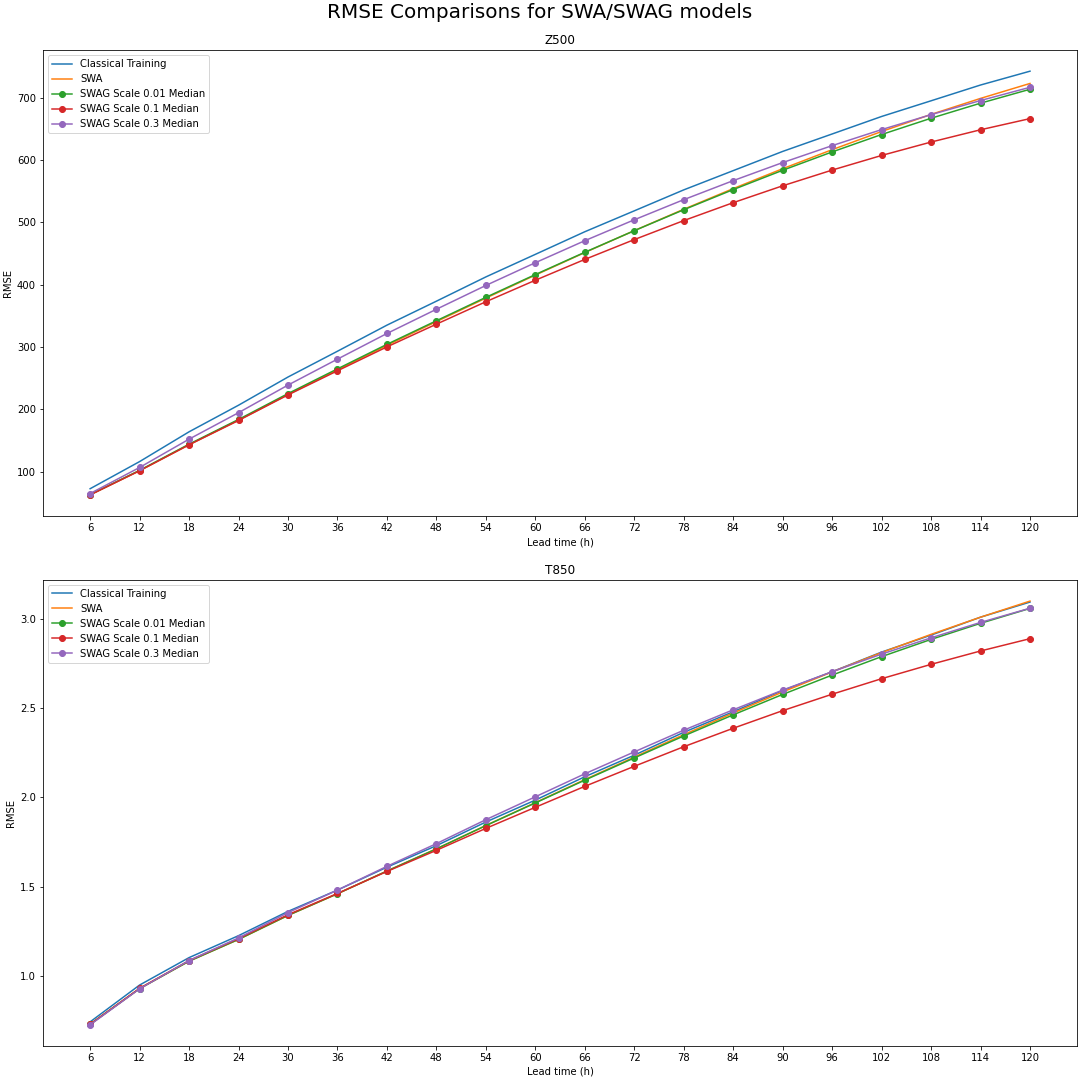 RMSE Comparisons for SWA/SWAG models
Z500
Classical Training
SWA
SWAG Scale 0.01 Median
SWAG Scale 0.1 Median
SWAG Scale 0.3 Median
700
600
500
400
300
200
100
RMSE
6 12 18 24 30 36 42 48 54 60 66 72 78 84 90 96 102 108 114 120
Lead time (h)
T850
Classical Training
SWA
SWAG Scale 0.01 Median
SWAG Scale 0.1 Median
SWAG Scale 0.3 Median
3.0
2.5
2.0
1.5
1.0
RMSE
6 12 18 24 30 36 42 48 54 60 66 72 78 84 90 96 102 108 114 120
Lead time (h)